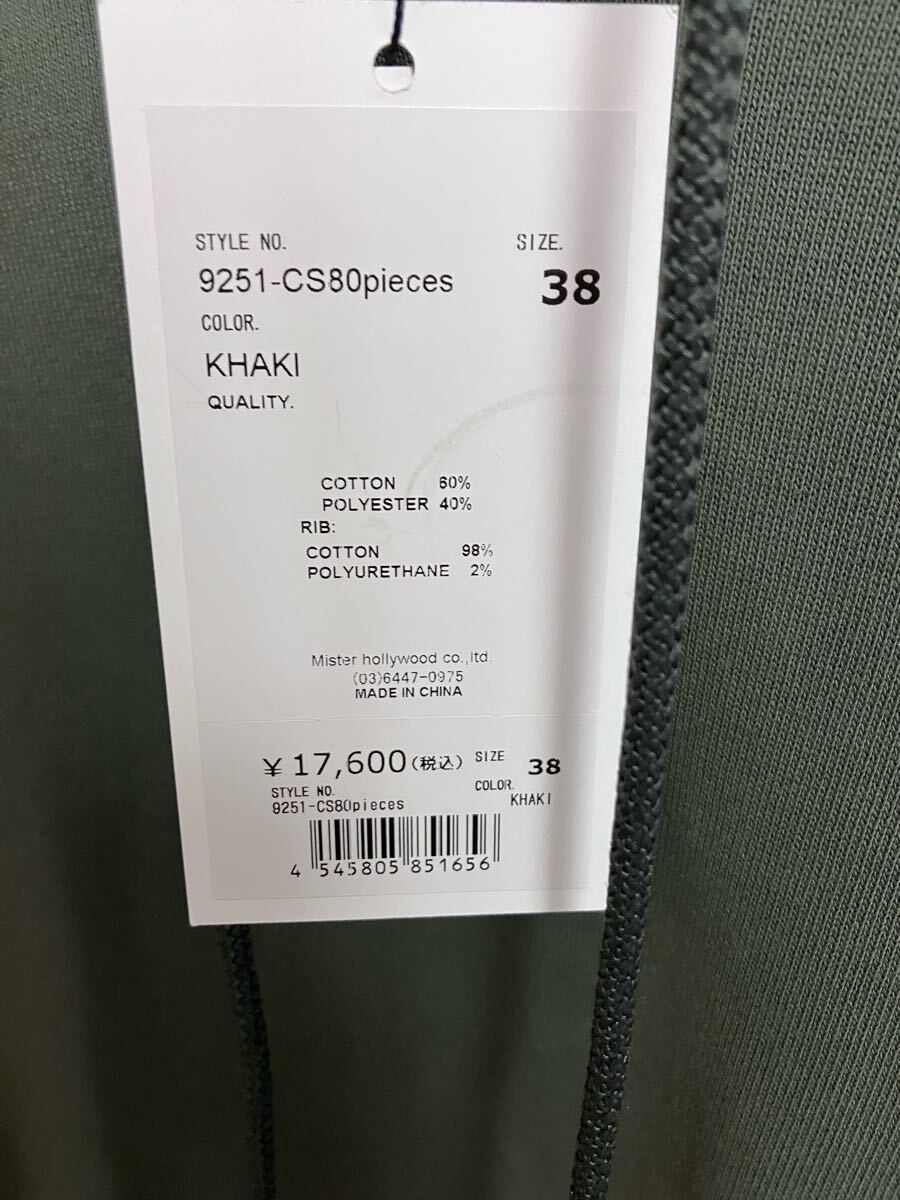 STYLE NO. SIZE.
9251-CS80pieces 38
COLOR.
KHAKI
QUALITY.
COTTON 60%
POLYESTER 40%
RIB:
COTTON 98%
POLYURETHANE 2%
Mister hollywood co.,ltd.
(03)6447-0975
MADE IN CHINA
¥ 17,600(税込) SIZE 38
STYLE NO. COLOR.
9251-CS80pieces KHAKI
4 545805 851656